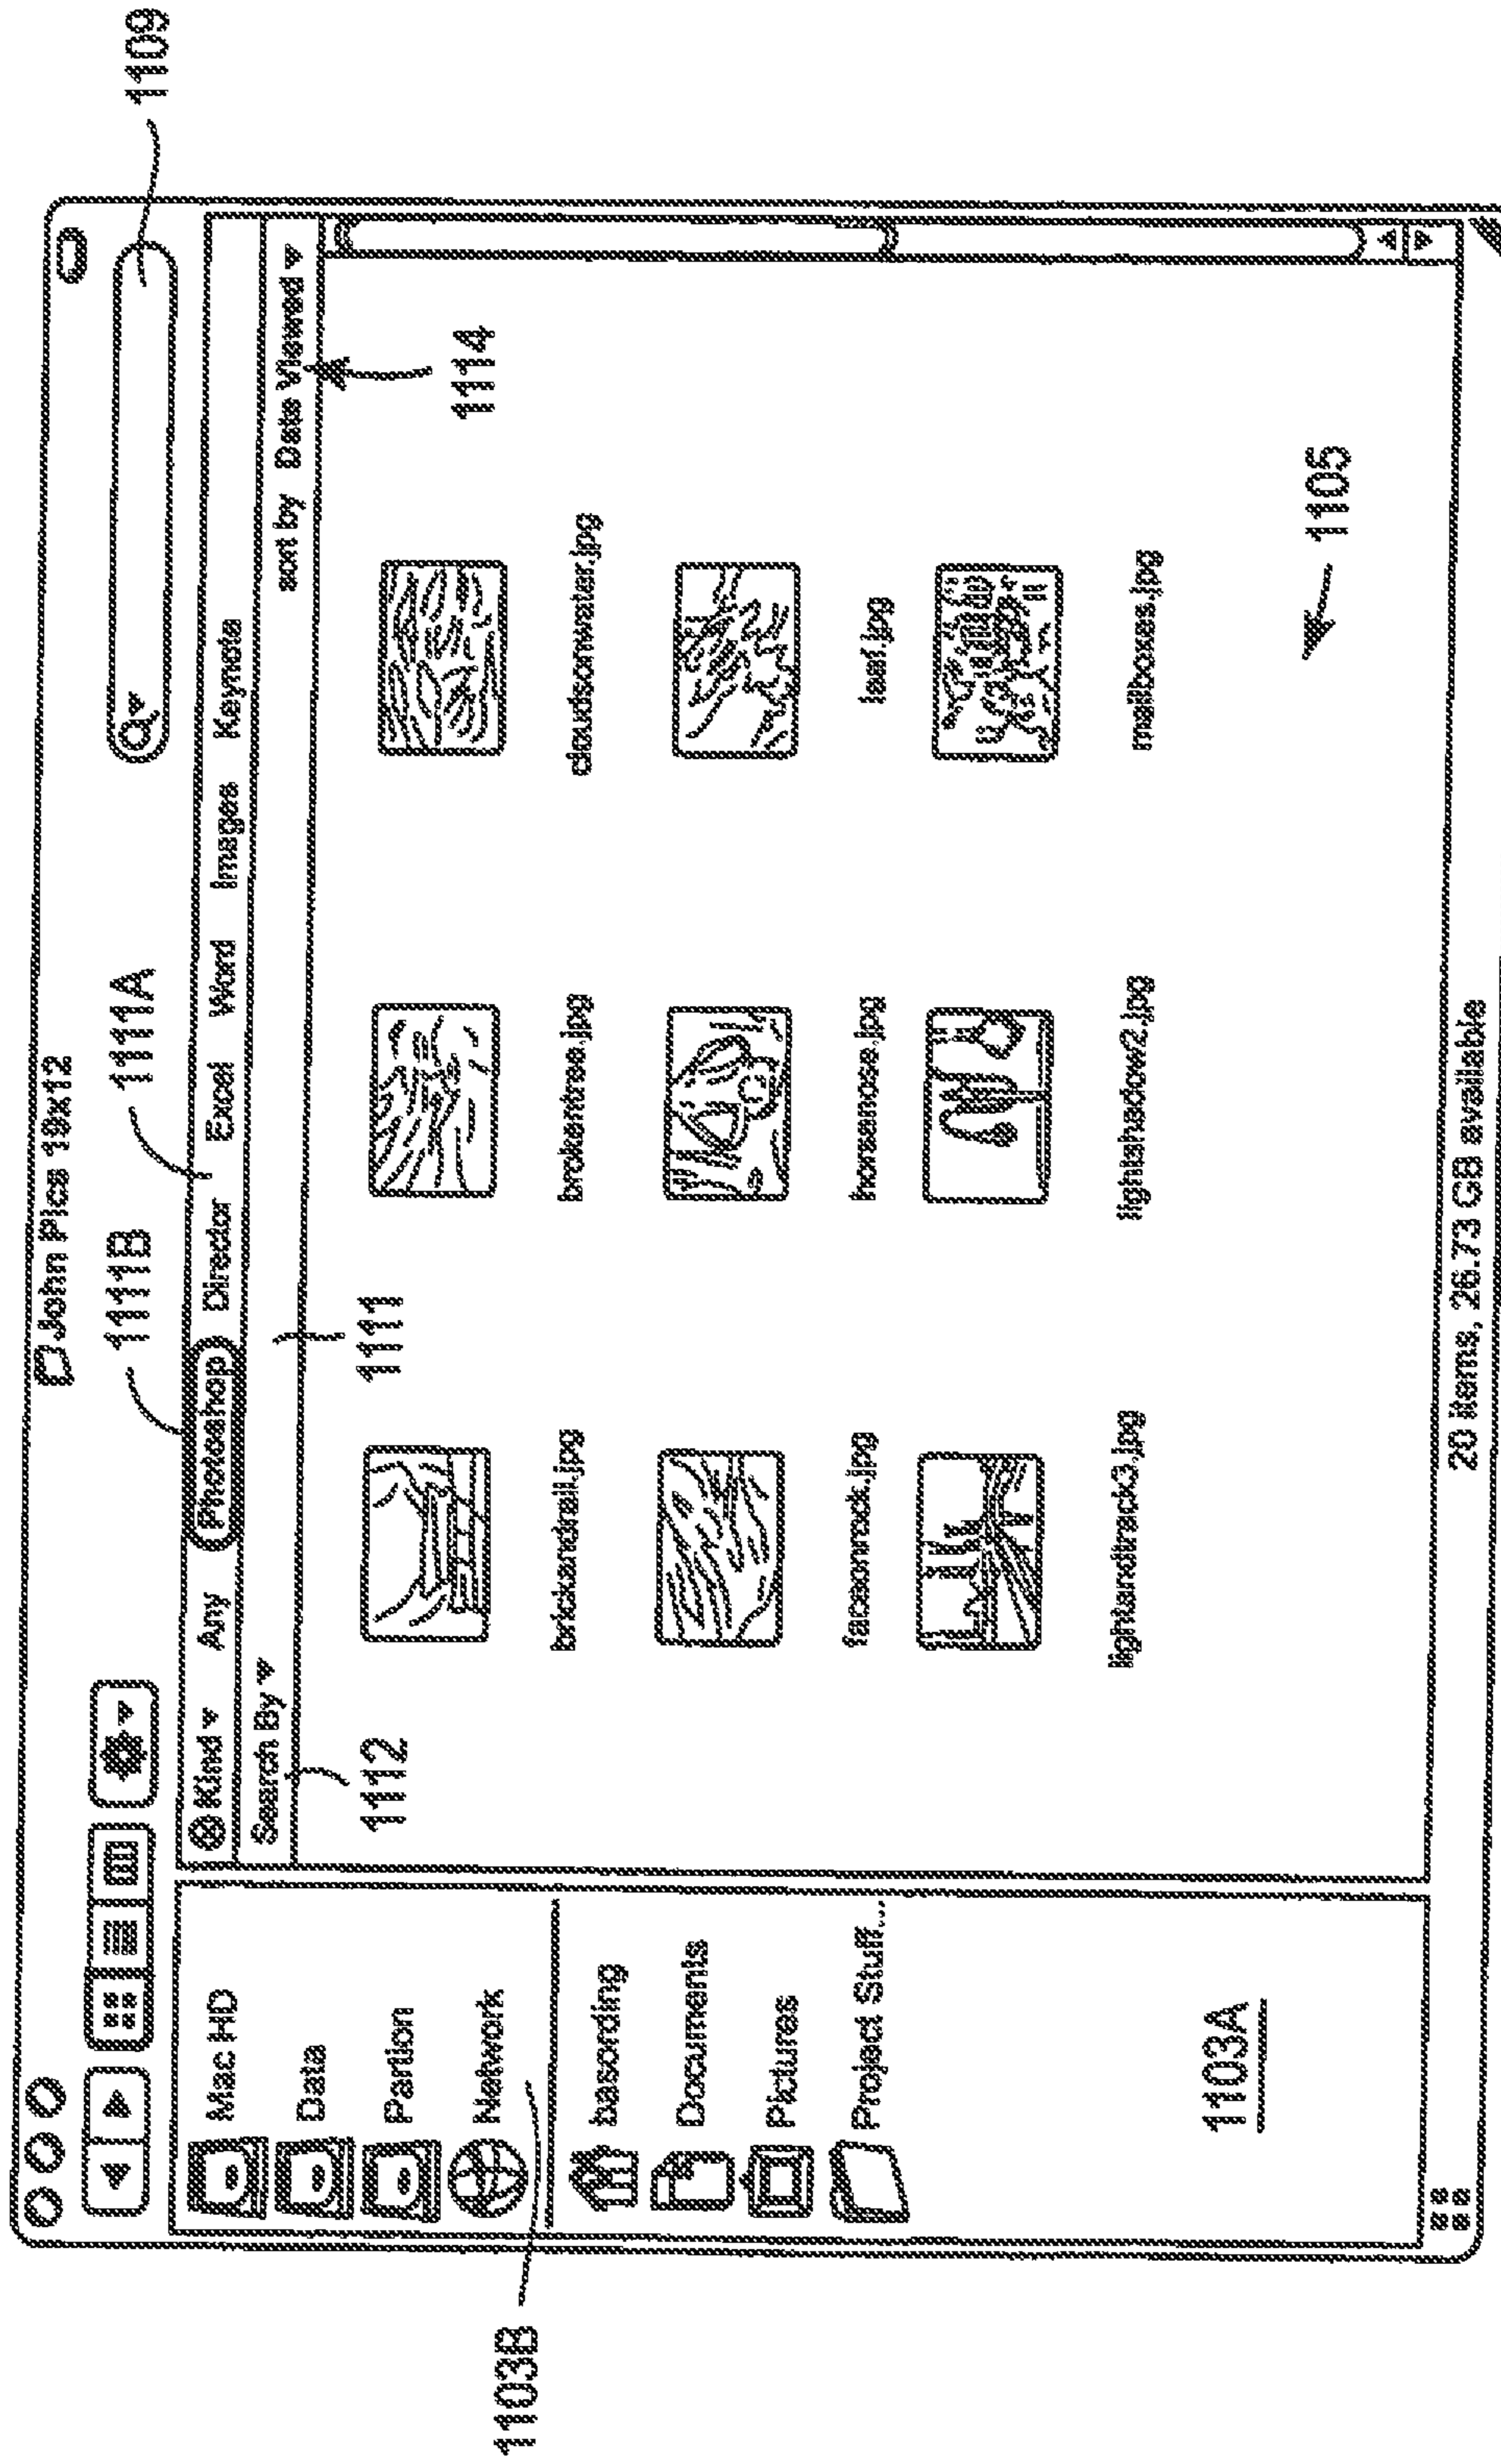 1109
John Pics 19x12
1111B
1111A
Kind Any Photoshop Director Excel Word Images Keynote
Search By
sort by Date Viewed
1112
1111
1114
Mac HD
Data
Partion
Network
basording
Documents
Pictures
Project Stuff...
1103B
1103A
brickandrail.jpg
brokentree.jpg
cloudsonwater.jpg
faceonrock.jpg
horsenose.jpg
leaf.jpg
lightandtrack3.jpg
lightshadow2.jpg
mailboxes.jpg
1105
20 items, 26.73 GB available